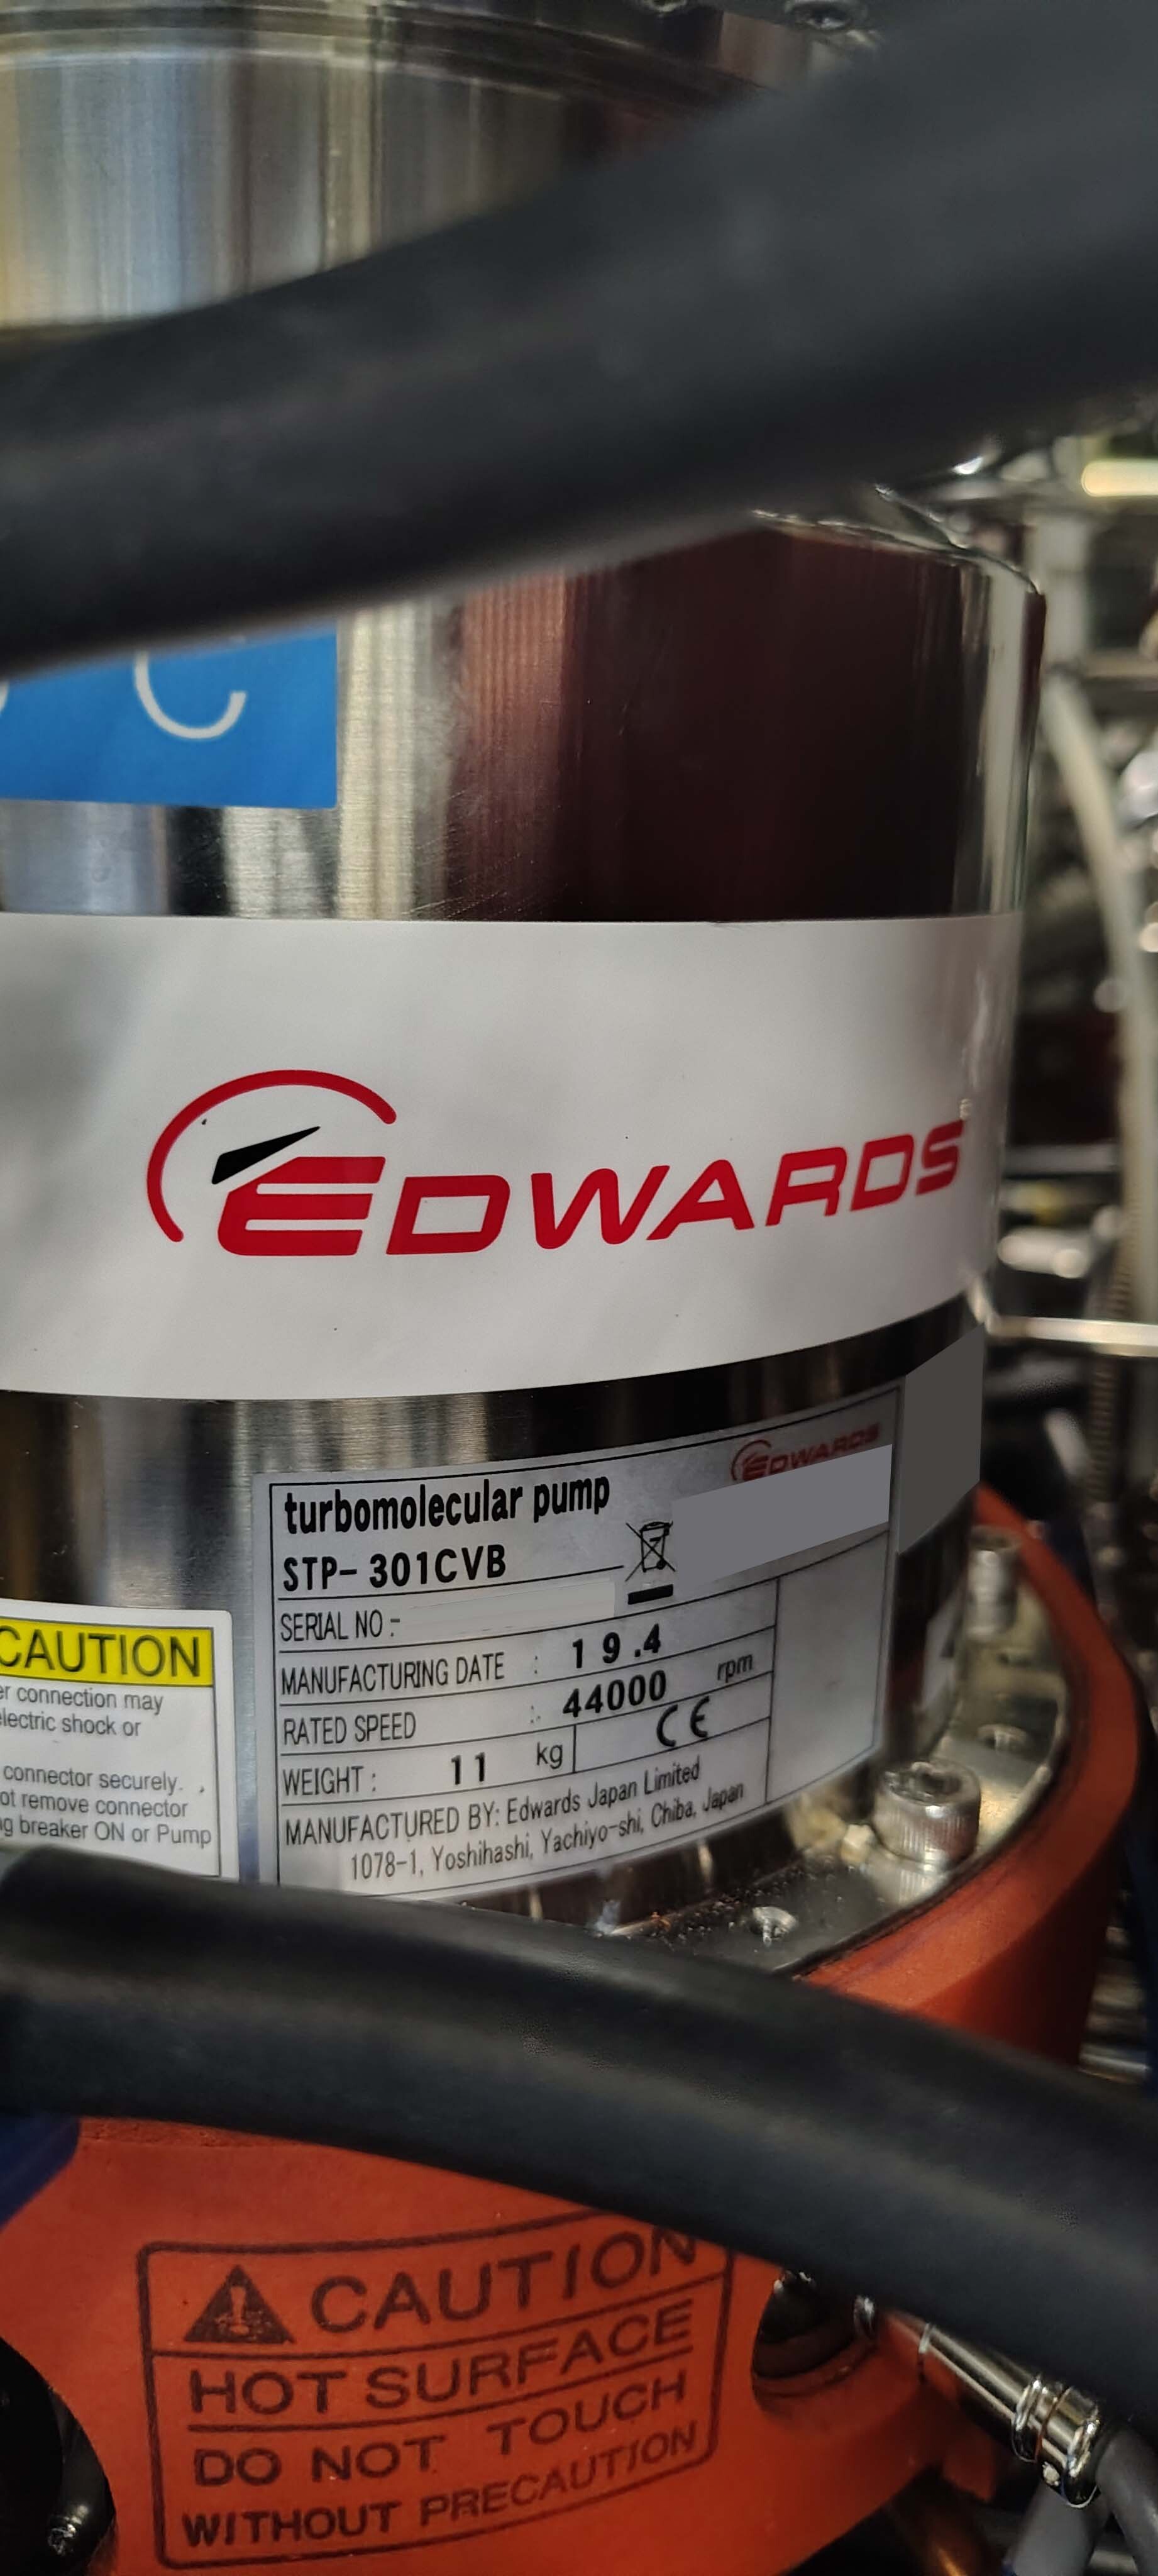 C
EDWARDS
EDWARDS
turbomolecular pump
STP-301CVB
SERIAL NO :-
MANUFACTURING DATE : 19.4
RATED SPEED : 44000 rpm
WEIGHT : 11 kg CE
MANUFACTURED BY: Edwards Japan Limited
1078-1, Yoshihashi, Yachiyo-shi, Chiba, Japan
CAUTION
connection may
electric shock or
connector securely.
remove connector
breaker ON or Pump
CAUTION
HOT SURFACE
DO NOT TOUCH
WITHOUT PRECAUTION